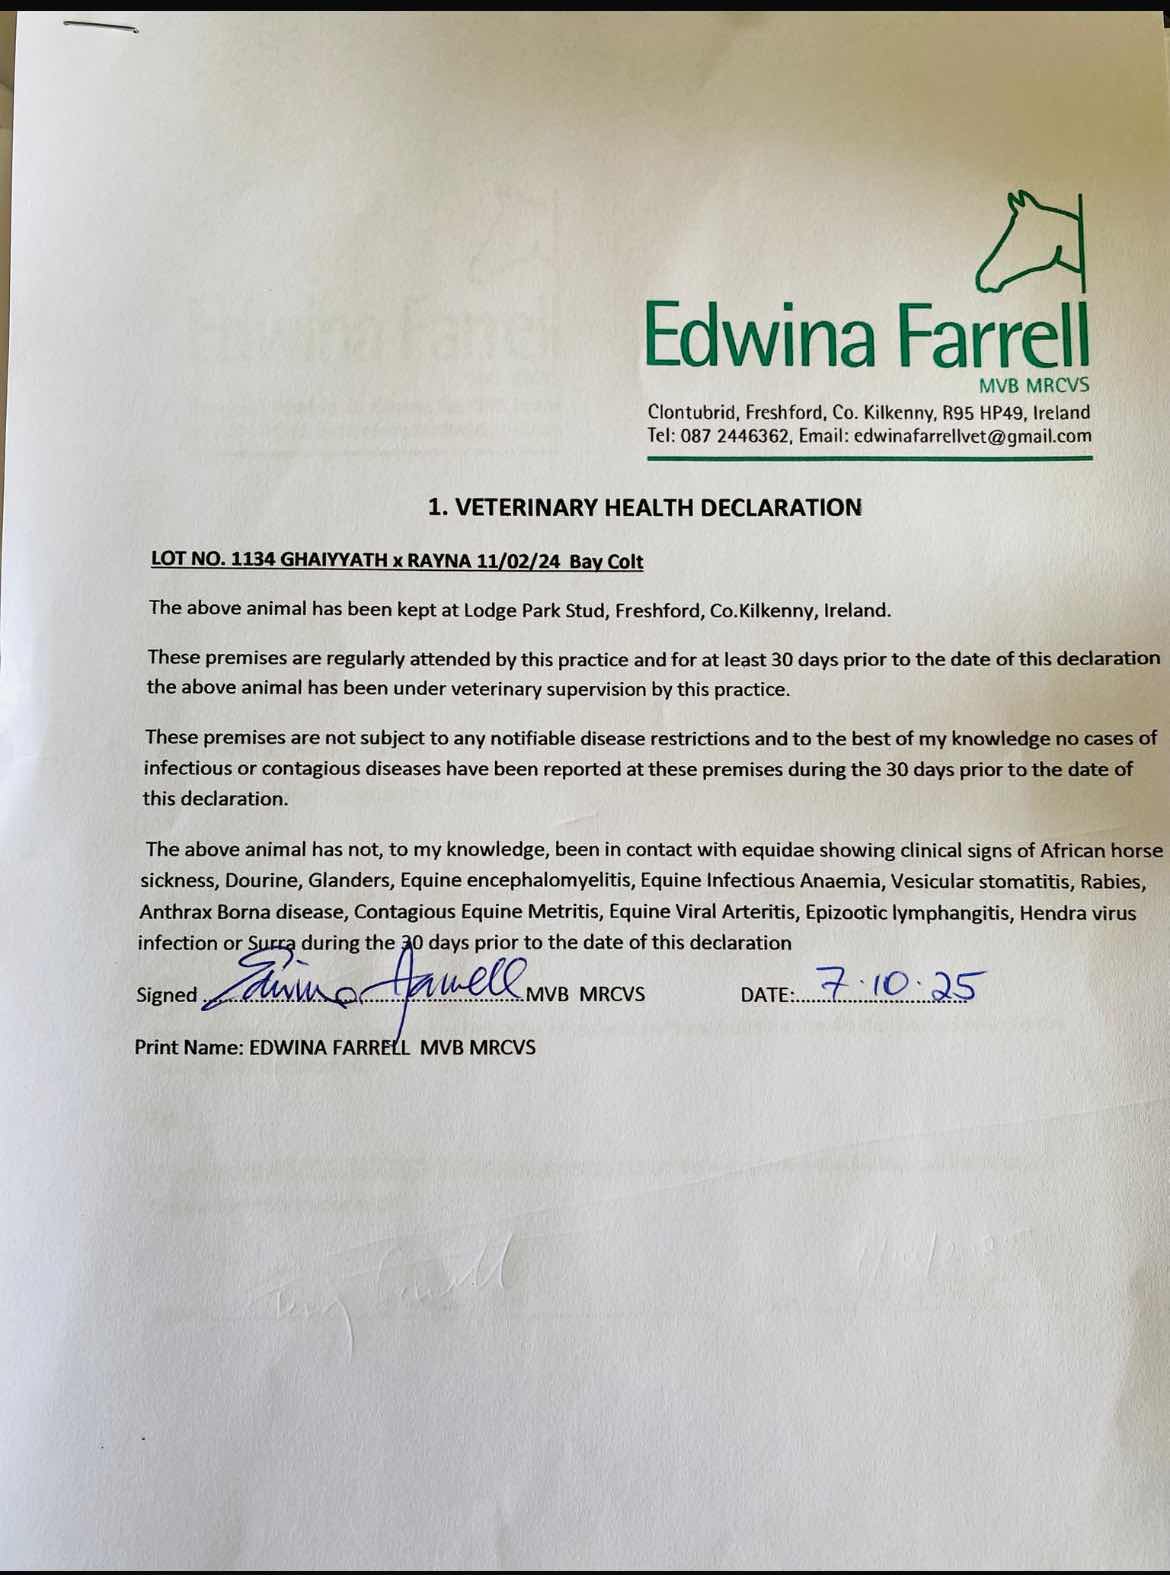 Edwina Farrell
MVB MRCVS
Clontubrid, Freshford, Co. Kilkenny, R95 HP49, Ireland
Tel: 087 2446362, Email: edwinafarrellvet@gmail.com
1. VETERINARY HEALTH DECLARATION
LOT NO. 1134 GHAIYYATH x RAYNA 11/02/24 Bay Colt
The above animal has been kept at Lodge Park Stud, Freshford, Co.Kilkenny, Ireland.
These premises are regularly attended by this practice and for at least 30 days prior to the date of this declaration
the above animal has been under veterinary supervision by this practice.
These premises are not subject to any notifiable disease restrictions and to the best of my knowledge no cases of
infectious or contagious diseases have been reported at these premises during the 30 days prior to the date of
this declaration.
The above animal has not, to my knowledge, been in contact with equidae showing clinical signs of African horse
sickness, Dourine, Glanders, Equine encephalomyelitis, Equine Infectious Anaemia, Vesicular stomatitis, Rabies,
Anthrax Borna disease, Contagious Equine Metritis, Equine Viral Arteritis, Epizootic lymphangitis, Hendra virus
infection or Surra during the 30 days prior to the date of this declaration
Signed Edwina Farrell MVB MRCVS DATE: 7.10.25
Print Name: EDWINA FARRELL MVB MRCVS